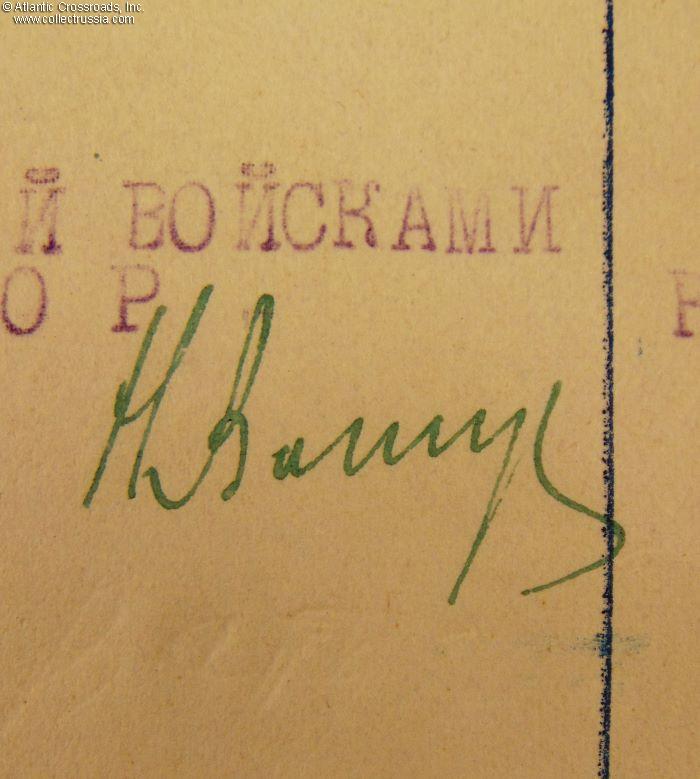 © Atlantic Crossroads, Inc.
www.collectrussia.com
Й ВОЙСКАМИ
О Р